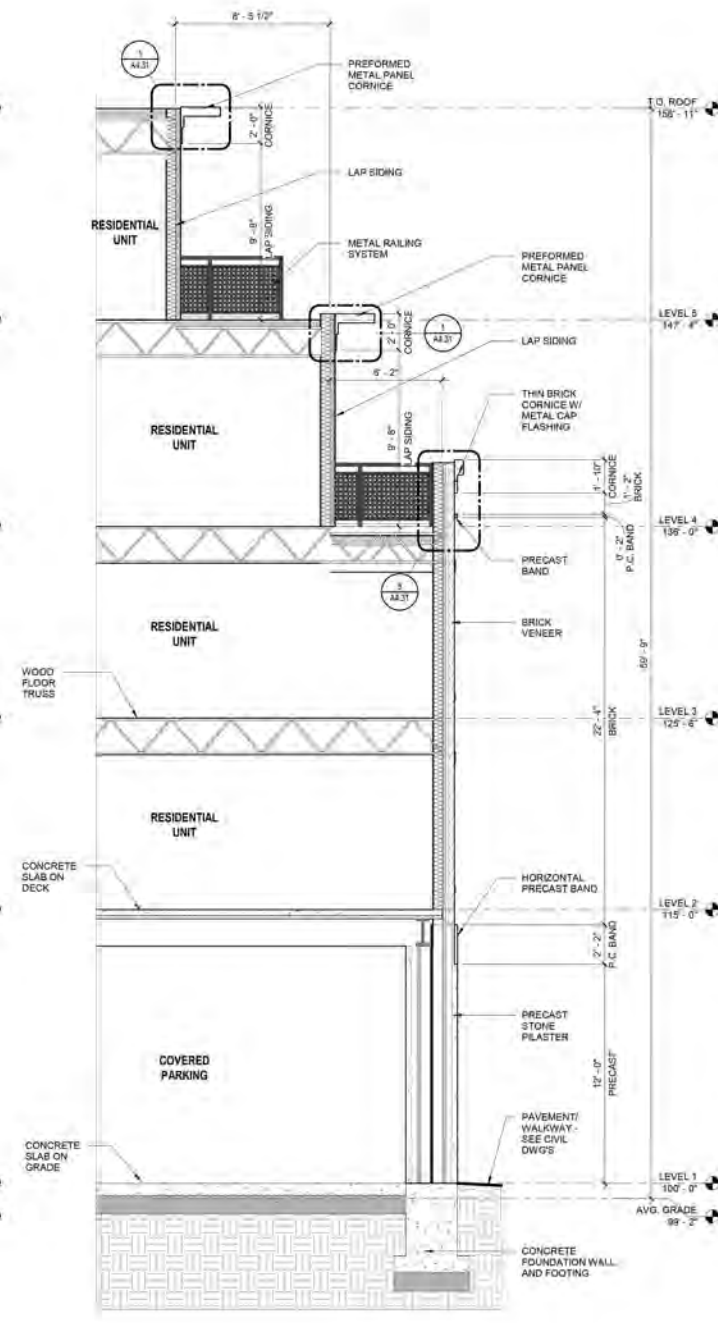 8' - 5 1/2"
1
A4.31
PREFORMED
METAL PANEL
CORNICE
T.O. ROOF
158' - 11"
2' - 0"
CORNICE
LAP SIDING
RESIDENTIAL
UNIT
9' - 8"
LAP SIDING
METAL RAILING
SYSTEM
PREFORMED
METAL PANEL
CORNICE
LEVEL 5
147' - 4"
1
A4.31
2' - 0"
CORNICE
6' - 2"
LAP SIDING
THIN BRICK
CORNICE W/
METAL CAP
FLASHING
RESIDENTIAL
UNIT
9' - 8"
LAP SIDING
1' - 10"
CORNICE
1' - 2"
BRICK
LEVEL 4
136' - 0"
0' - 2"
P.C. BAND
PRECAST
BAND
A4.31
BRICK
VENEER
RESIDENTIAL
UNIT
59' - 9"
WOOD
FLOOR
TRUSS
LEVEL 3
125' - 6"
22' - 4"
BRICK
RESIDENTIAL
UNIT
CONCRETE
SLAB ON
DECK
HORIZONTAL
PRECAST BAND
LEVEL 2
115' - 0"
2' - 2"
P.C. BAND
PRECAST
STONE
PILASTER
COVERED
PARKING
12' - 0"
PRECAST
PAVEMENT/
WALKWAY -
SEE CIVIL
DWG'S
CONCRETE
SLAB ON
GRADE
LEVEL 1
100' - 0"
AVG. GRADE
99' - 2"
CONCRETE
FOUNDATION WALL
AND FOOTING